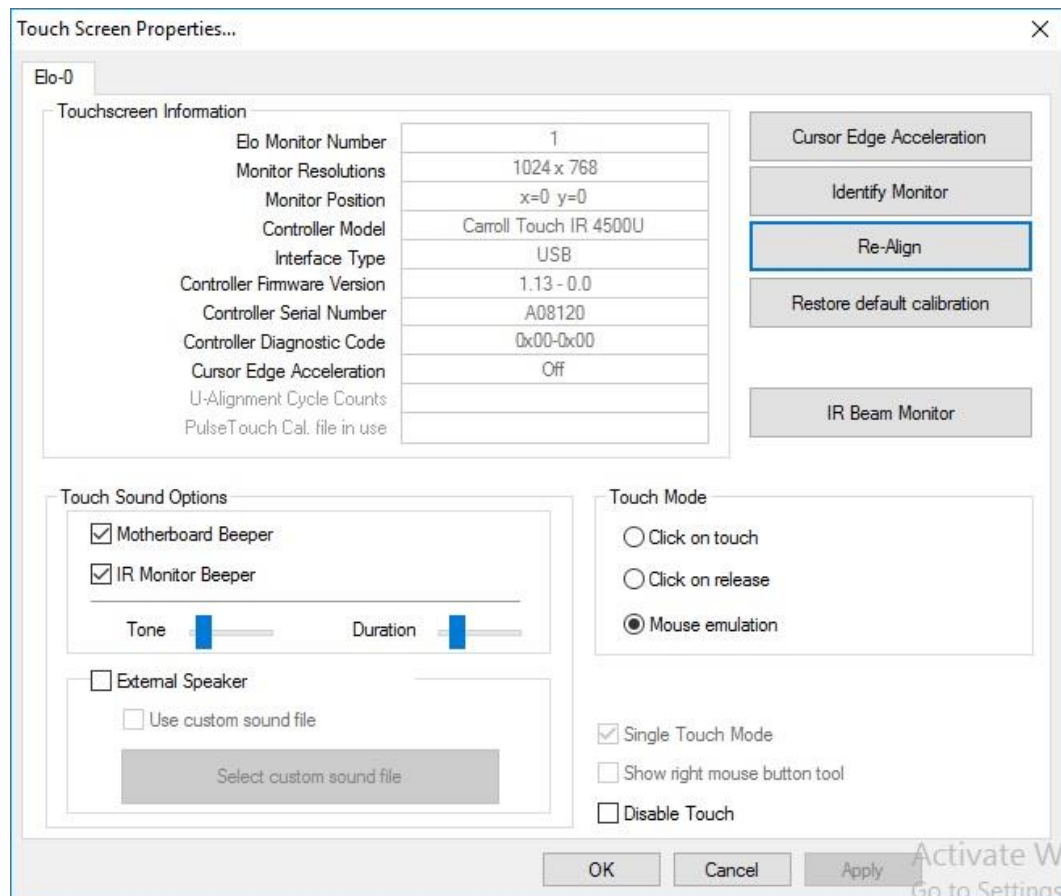 Touch Screen Properties...
Elo-0
Touchscreen Information
Elo Monitor Number 1
Monitor Resolutions 1024 x 768
Monitor Position x=0 y=0
Controller Model Carroll Touch IR 4500U
Interface Type USB
Controller Firmware Version 1.13 - 0.0
Controller Serial Number A08120
Controller Diagnostic Code 0x00-0x00
Cursor Edge Acceleration Off
U-Alignment Cycle Counts
PulseTouch Cal. file in use
Cursor Edge Acceleration
Identify Monitor
Re-Align
Restore default calibration
IR Beam Monitor
Touch Sound Options
Motherboard Beeper
IR Monitor Beeper
Tone Duration
External Speaker
Use custom sound file
Select custom sound file
Touch Mode
Click on touch
Click on release
Mouse emulation
Single Touch Mode
Show right mouse button tool
Disable Touch
OK Cancel Apply
Activate W
Go to Settings